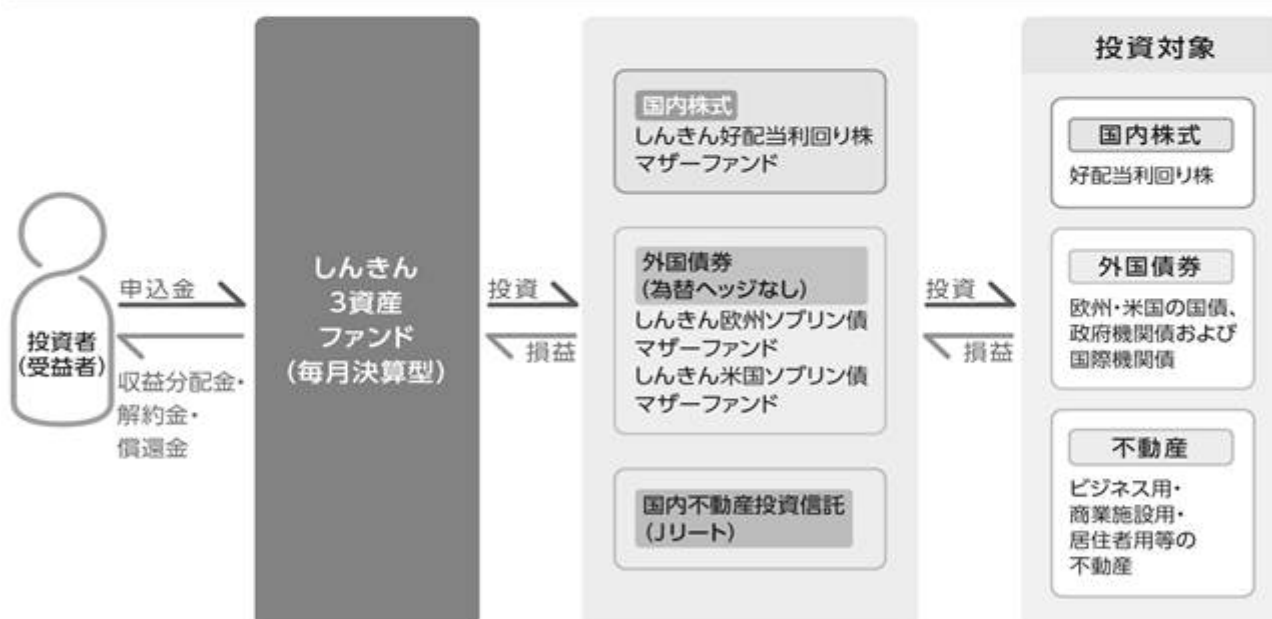 投資者
(受益者)
申込金
収益分配金・
解約金・
償還金
しんきん
3資産
ファンド
(毎月決算型)
投資
損益
国内株式
しんきん好配当利回り株
マザーファンド
外国債券
(為替ヘッジなし)
しんきん欧州ソブリン債
マザーファンド
しんきん米国ソブリン債
マザーファンド
国内不動産投資信託
(Jリート)
投資
損益
投資対象
国内株式
好配当利回り株
外国債券
欧州・米国の国債、
政府機関債および
国際機関債
不動産
ビジネス用・
商業施設用・
居住者用等の
不動産